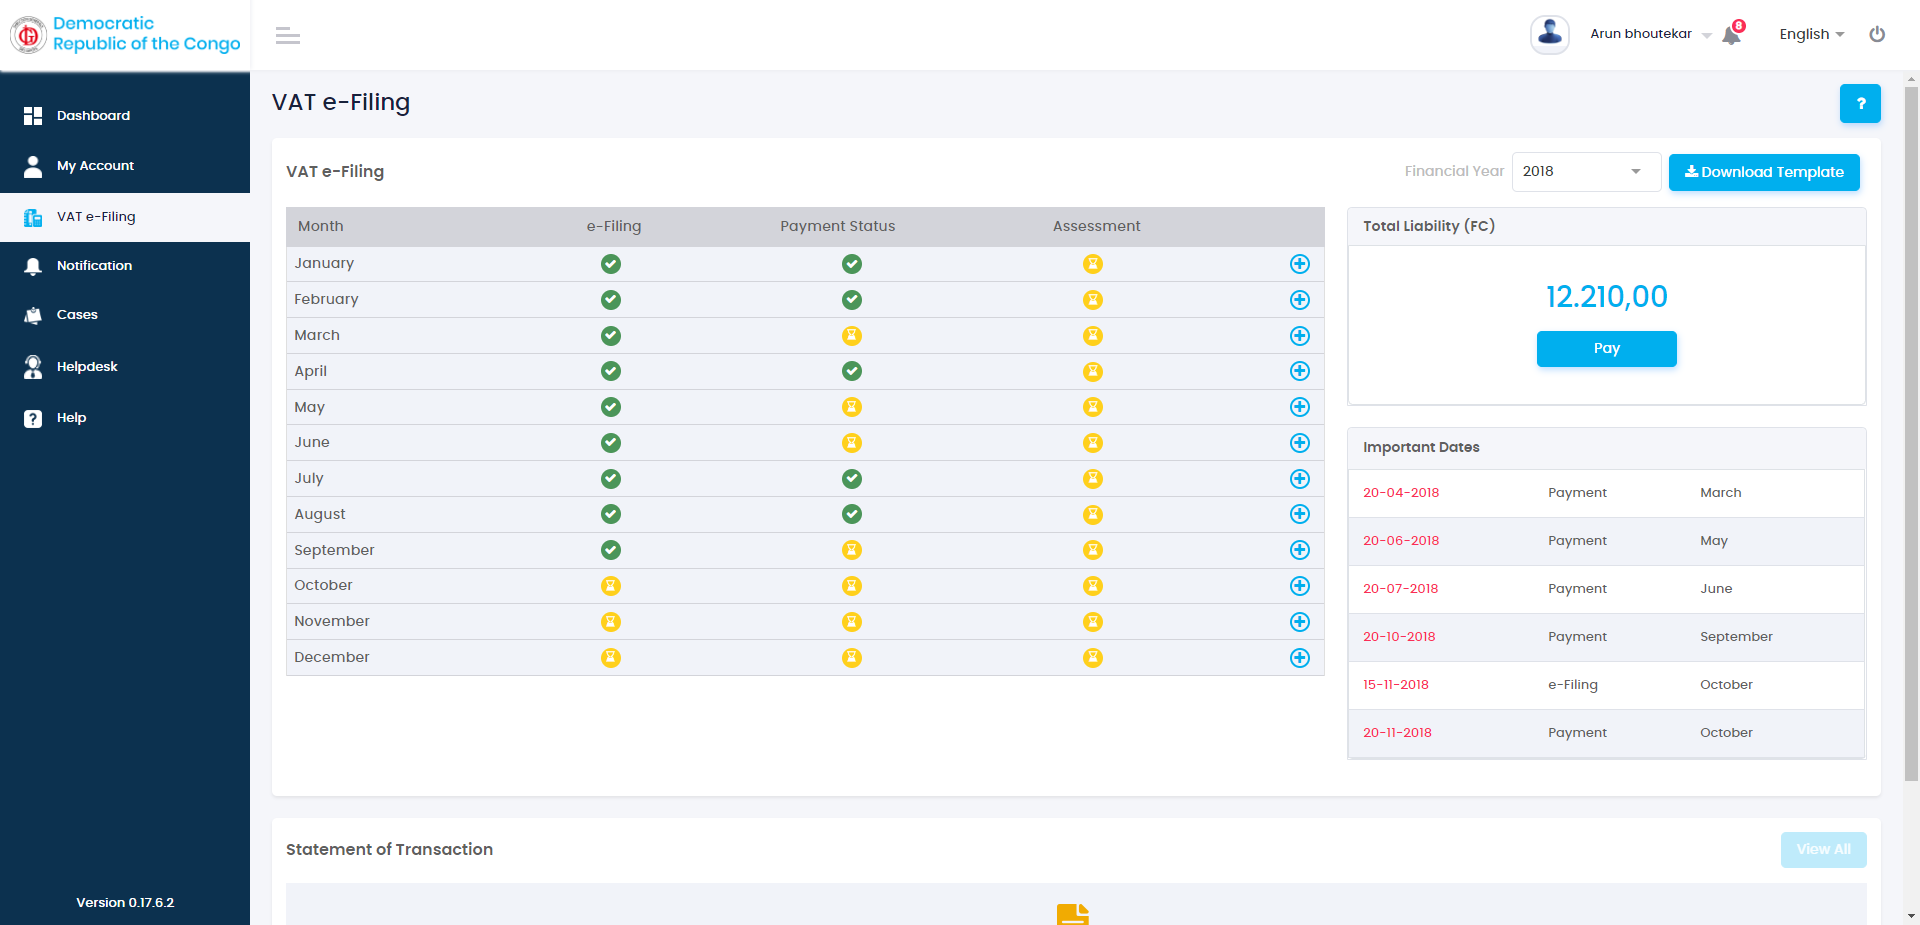 Democratic
Republic of the Congo
Arun bhoutekar
8
English
Dashboard
My Account
VAT e-Filing
Notification
Cases
Helpdesk
Help
Version 0.17.6.2
VAT e-Filing
?
VAT e-Filing
Financial Year 2018 Download Template
Month e-Filing Payment Status Assessment
January
February
March
April
May
June
July
August
September
October
November
December
Total Liability (FC)
12.210,00
Pay
Important Dates
20-04-2018 Payment March
20-06-2018 Payment May
20-07-2018 Payment June
20-10-2018 Payment September
15-11-2018 e-Filing October
20-11-2018 Payment October
Statement of Transaction
View All